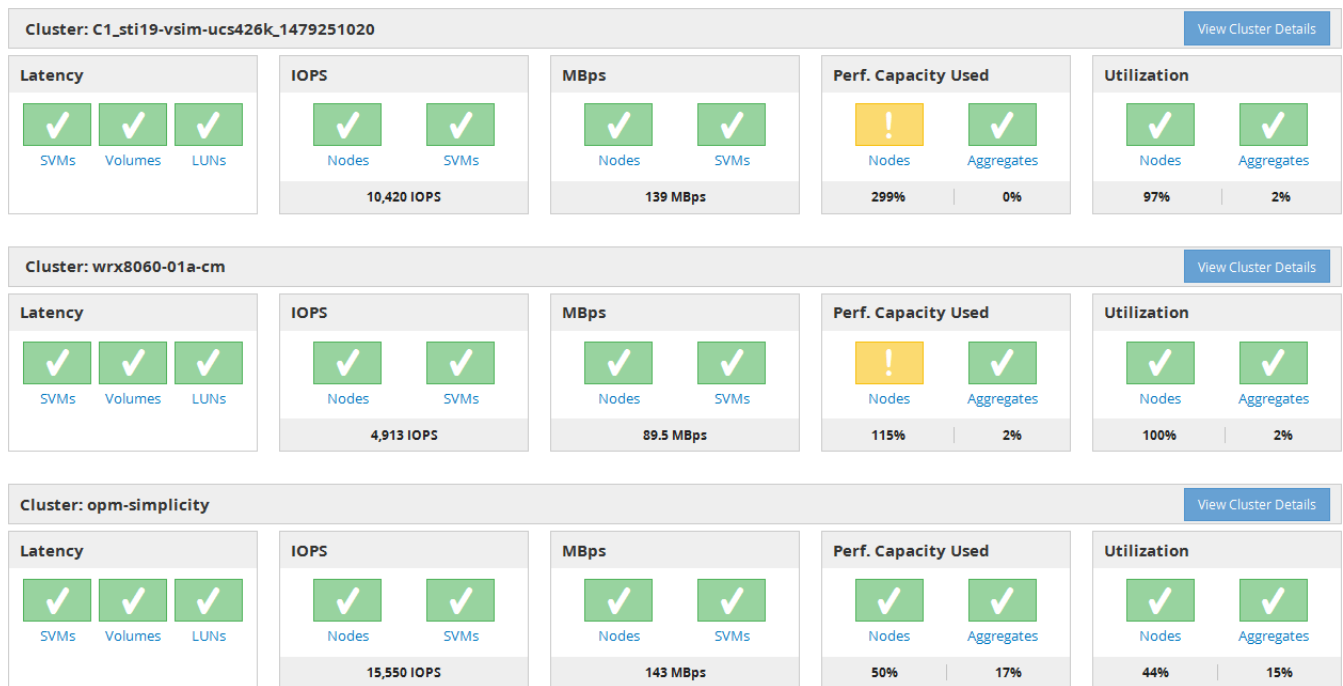 Cluster: C1_sti19-vsim-ucs426k_1479251020 View Cluster Details
Latency IOPS MBps Perf. Capacity Used Utilization
SVMs Volumes LUNs Nodes SVMs Nodes SVMs Nodes Aggregates Nodes Aggregates
10,420 IOPS 139 MBps 299% 0% 97% 2%
Cluster: wrx8060-01a-cm View Cluster Details
Latency IOPS MBps Perf. Capacity Used Utilization
SVMs Volumes LUNs Nodes SVMs Nodes SVMs ! Nodes Aggregates Nodes Aggregates
4,913 IOPS 89.5 MBps 115% 2% 100% 2%
Cluster: opm-simplicity View Cluster Details
Latency IOPS MBps Perf. Capacity Used Utilization
SVMs Volumes LUNs Nodes SVMs Nodes SVMs Nodes Aggregates Nodes Aggregates
15,550 IOPS 143 MBps 50% 17% 44% 15%